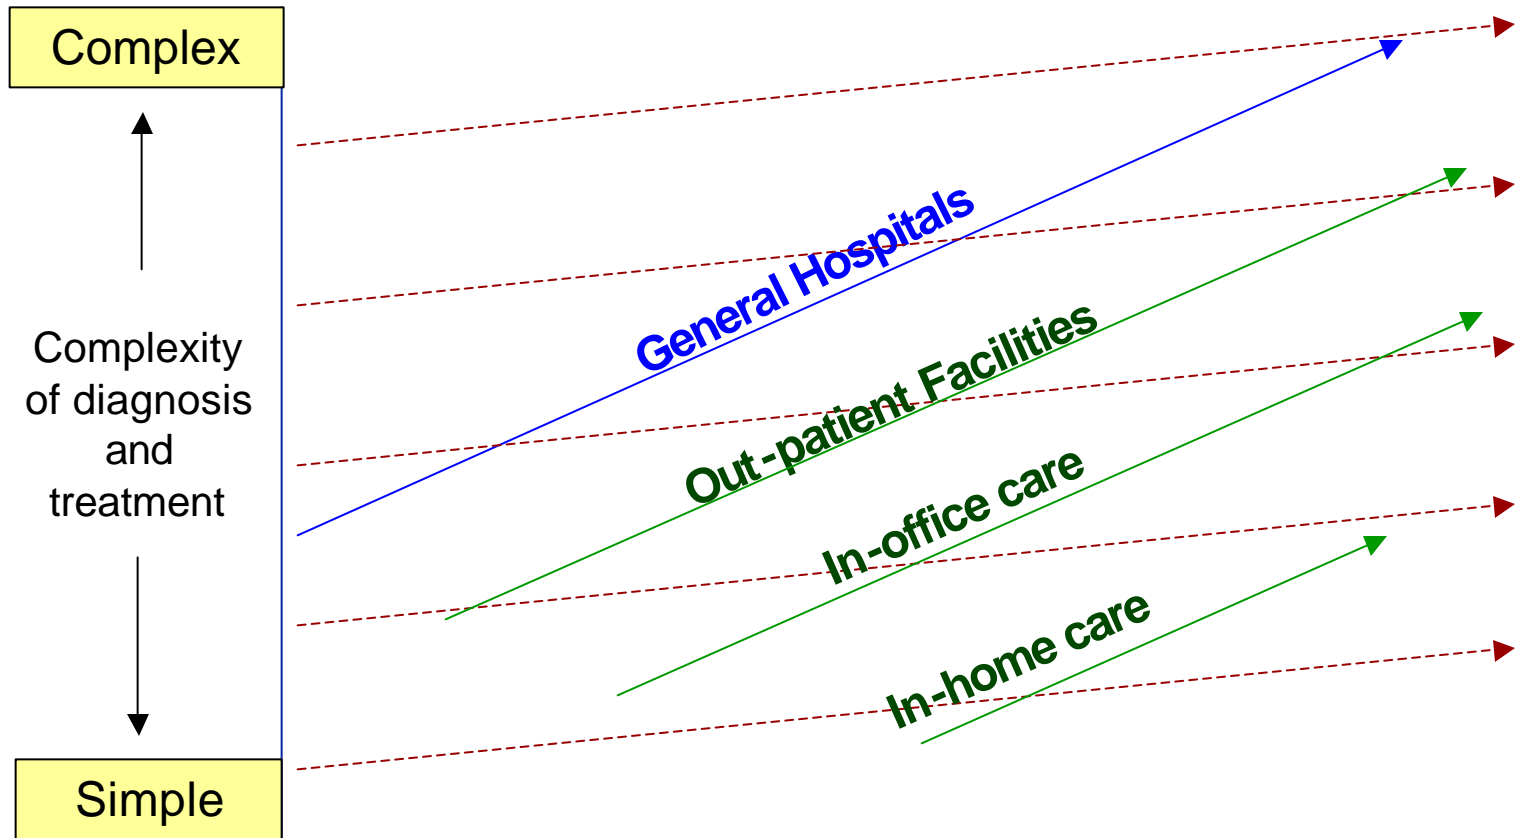 Complex
Complexity
of diagnosis
and
treatment
Simple
General Hospitals
Out-patient Facilities
In-office care
In-home care